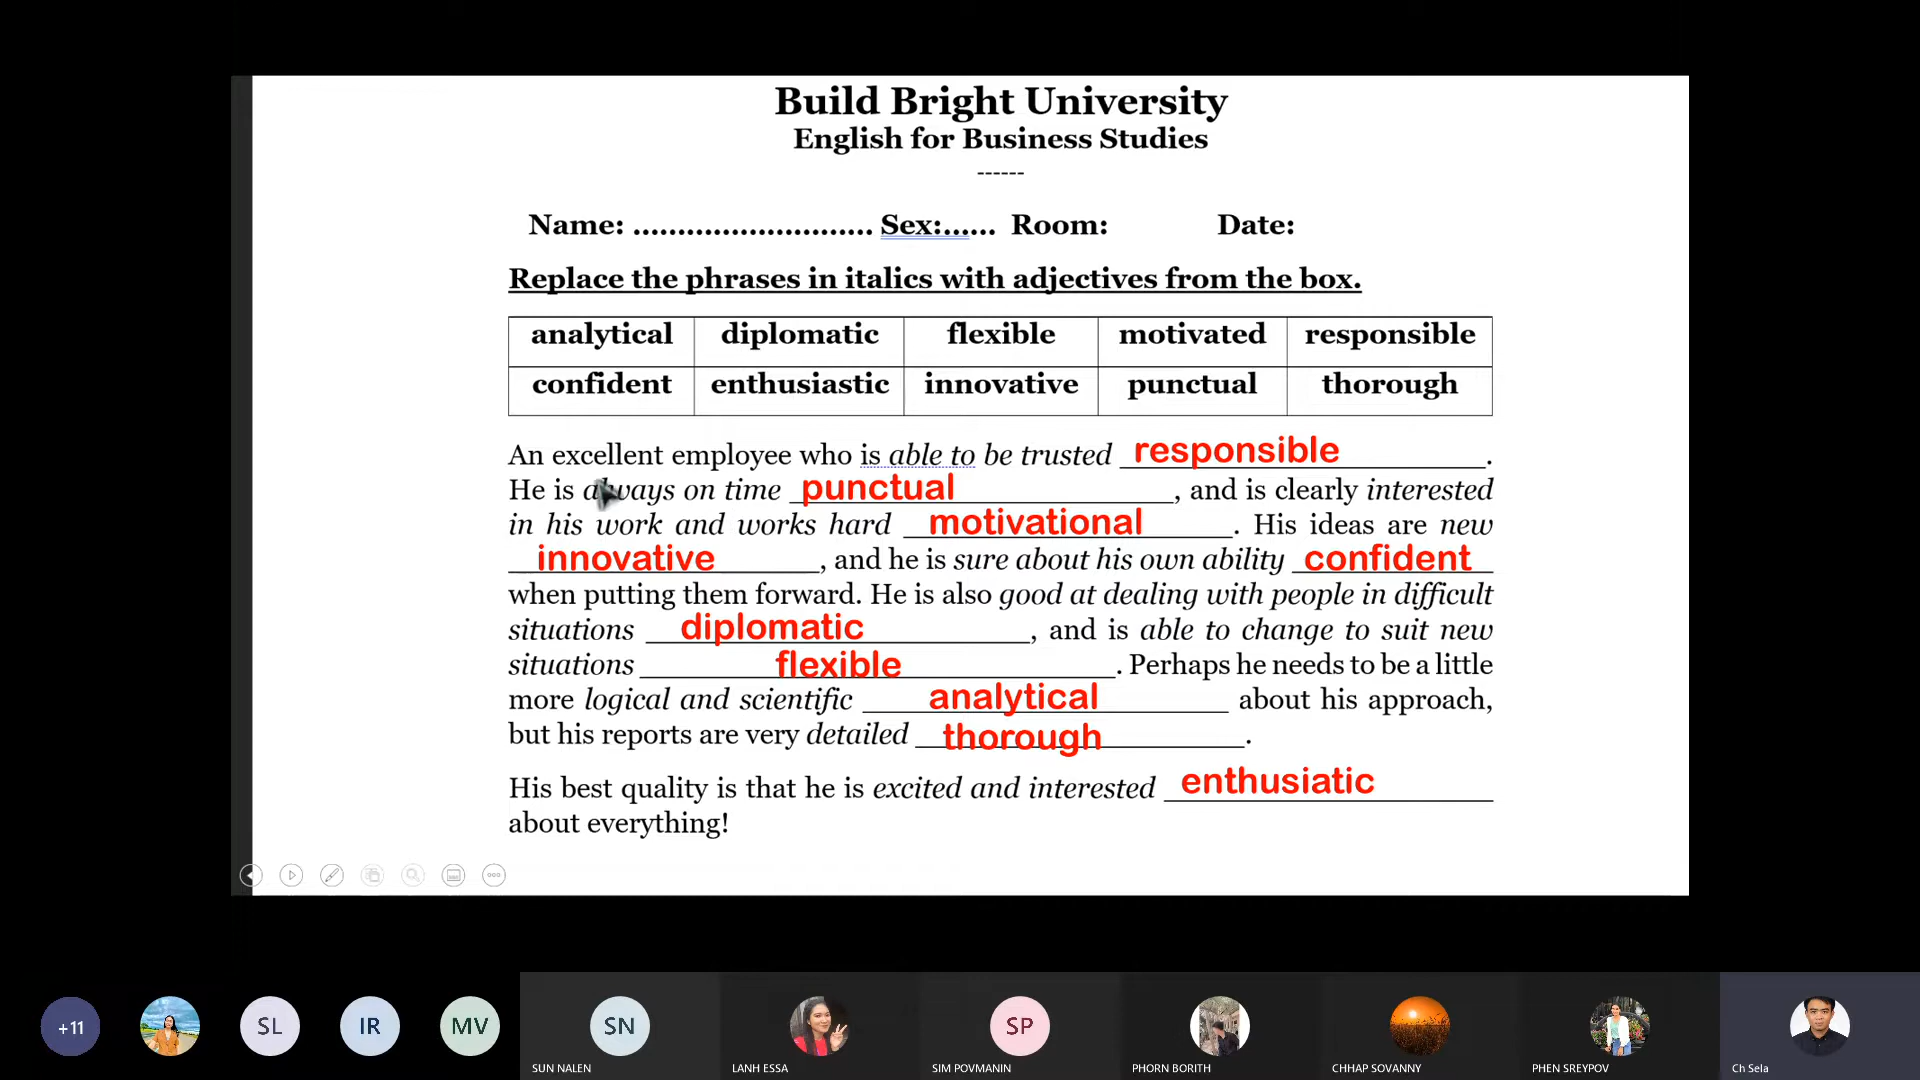 Build Bright University
English for Business Studies
------
Name: ........................... Sex:...... Room: Date:
Replace the phrases in italics with adjectives from the box.
analytical diplomatic flexible motivated responsible
confident enthusiastic innovative punctual thorough
An excellent employee who is able to be trusted responsible.
He is always on time punctual, and is clearly interested
in his work and works hard motivational. His ideas are new
innovative, and he is sure about his own ability confident
when putting them forward. He is also good at dealing with people in difficult
situations diplomatic, and is able to change to suit new
situations flexible. Perhaps he needs to be a little
more logical and scientific analytical about his approach,
but his reports are very detailed thorough.
His best quality is that he is excited and interested enthusiatic
about everything!
+11 SL IR MV SN SP
SUN NALEN LANH ESSA SIM POVMANIN PHORN BORITH CHHAP SOVANNY PHEN SREYPOV Ch Sela